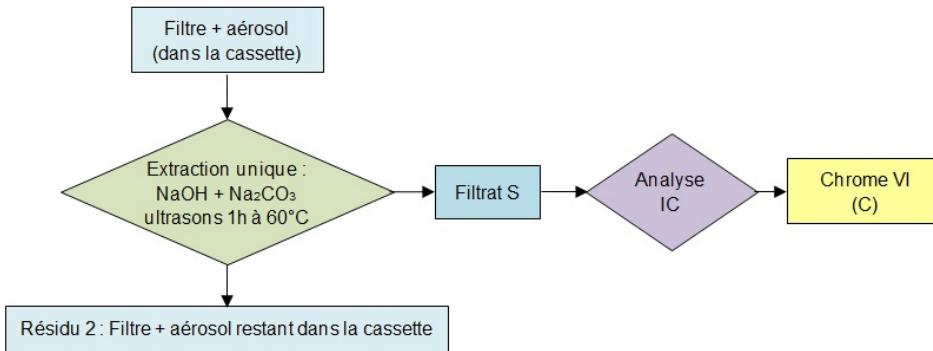 Filtre + aérosol
(dans la cassette)
Extraction unique :
NaOH + Na₂CO₃
ultrasons 1h à 60°C
Filtrat S
Analyse
IC
Chrome VI
(C)
Résidu 2 : Filtre + aérosol restant dans la cassette